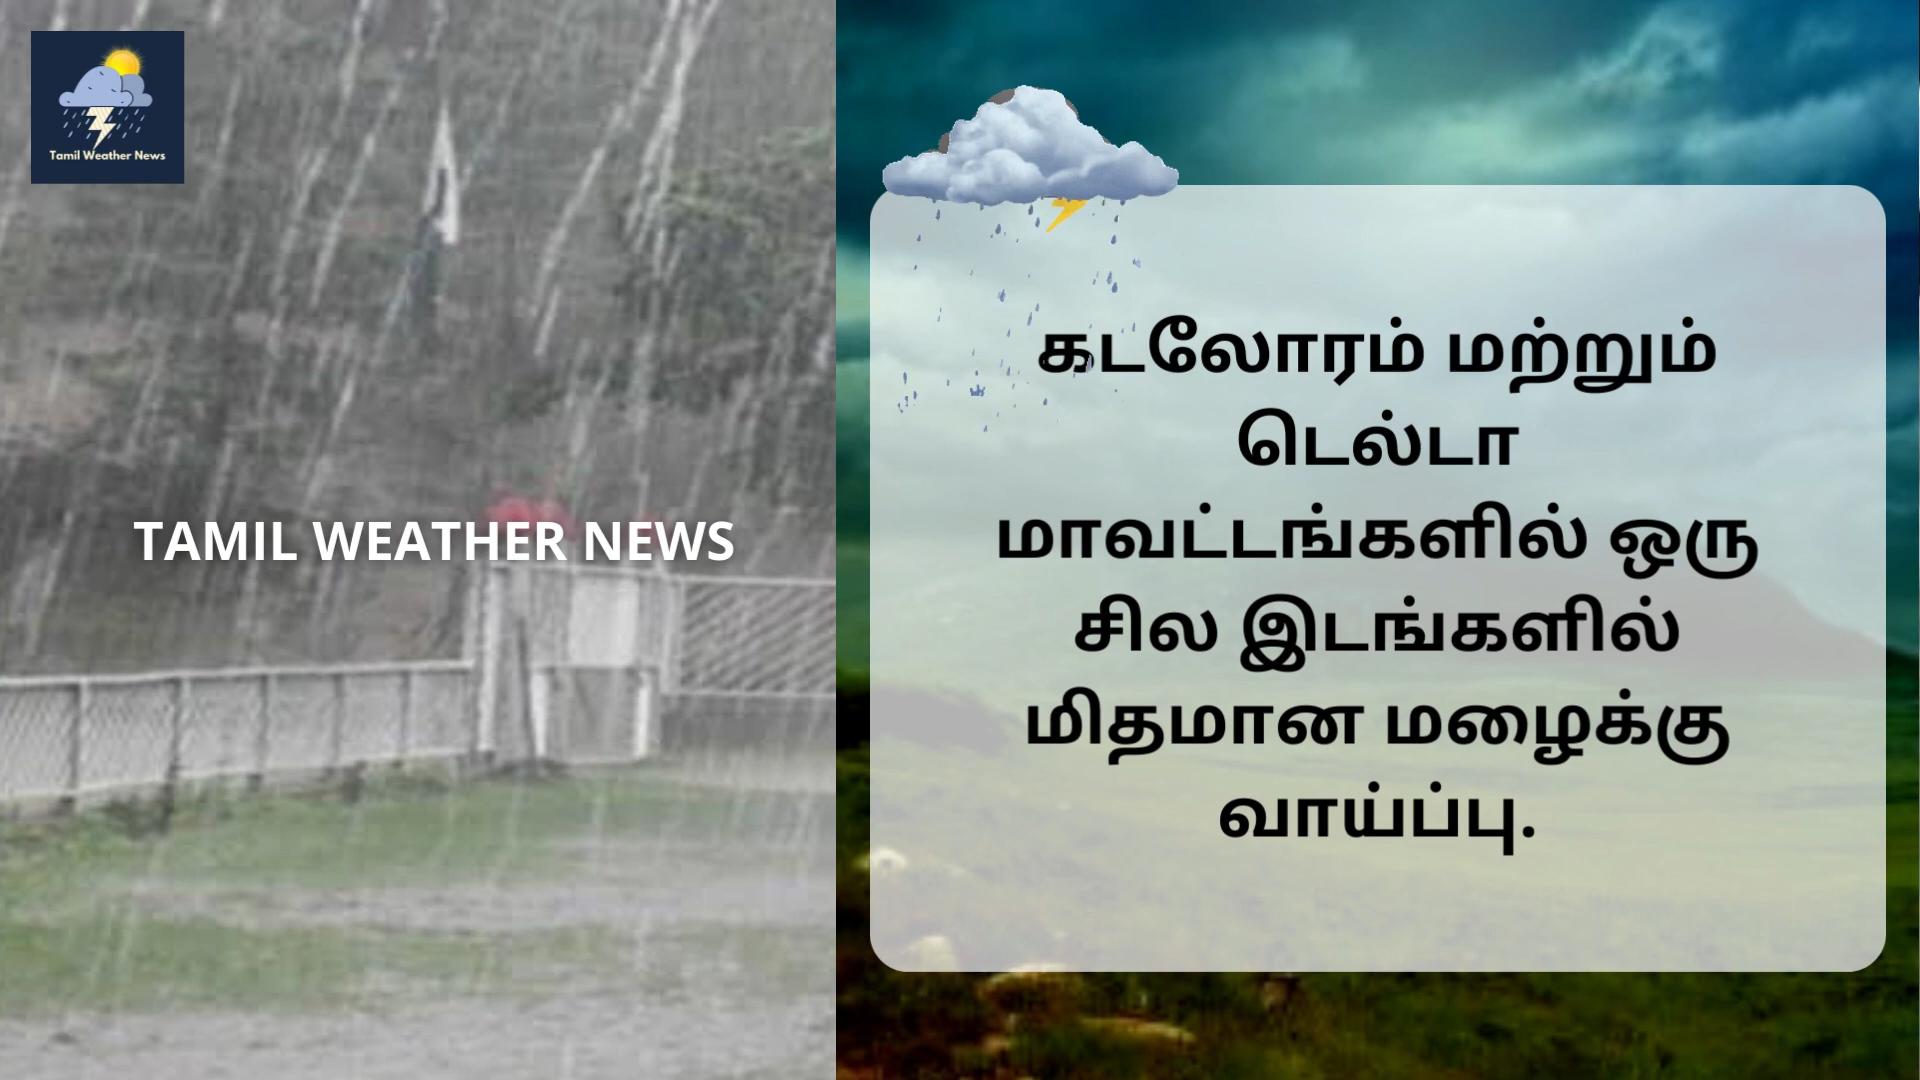 Tamil Weather News
TAMIL WEATHER NEWS
கடலோரம் மற்றும்
டெல்டா
மாவட்டங்களில் ஒரு
சில இடங்களில்
மிதமான மழைக்கு
வாய்ப்பு.